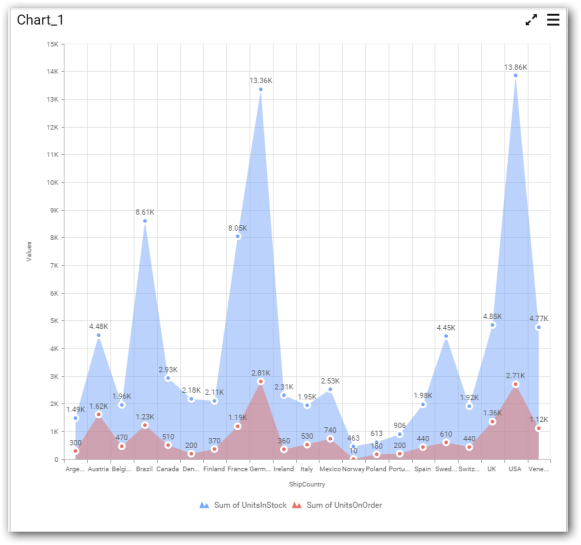 Chart_1
15K
14K
13K
12K
11K
10K
9K
8K
7K
6K
5K
4K
3K
2K
1K
0
Values
1.49K 4.48K 1.96K 8.61K 2.93K 2.18K 2.11K 8.05K 13.36K 2.31K 1.95K 2.53K 463 613 906 1.98K 4.45K 1.92K 4.85K 13.86K 4.77K
300 1.62K 470 1.23K 510 200 370 1.19K 2.81K 360 530 740 10 180 200 440 610 440 1.36K 2.71K 1.12K
Arge... Austria Belgi... Brazil Canada Den... Finland France Germ... Ireland Italy Mexico Norway Poland Portu... Spain Swed... Switz... UK USA Vene...
ShipCountry
Sum of UnitsInStock Sum of UnitsOnOrder